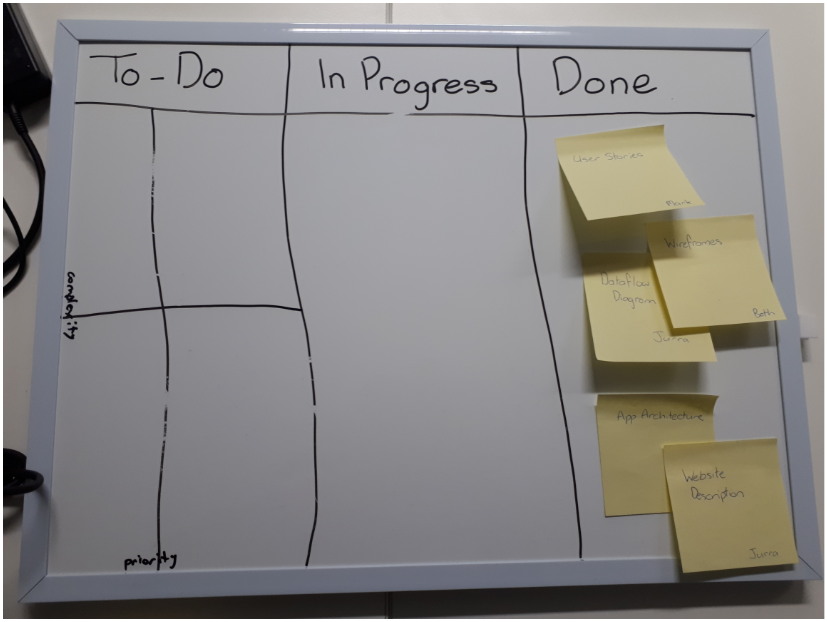 To-Do
In Progress
Done
User Stories
Mark
Wireframes
Beth
Dataflow
Diagram
Jurra
App Architecture
Website
Description
Jurra
complexity
priority